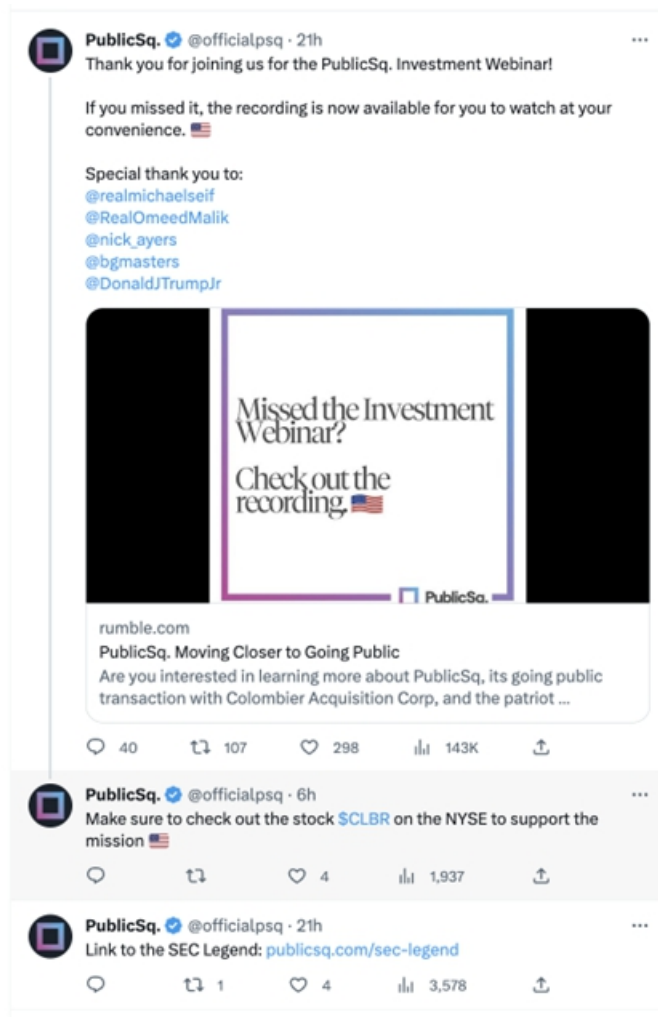 PublicSq. @officialpsq · 21h
Thank you for joining us for the PublicSq. Investment Webinar!
If you missed it, the recording is now available for you to watch at your
convenience. 🇺🇸
Special thank you to:
@realmichaelseif
@RealOmeedMalik
@nick_ayers
@bgmasters
@DonaldJTrumpJr
Missed the Investment
Webinar?
Check out the
recording. 🇺🇸
PublicSq.
rumble.com
PublicSq. Moving Closer to Going Public
Are you interested in learning more about PublicSq, its going public
transaction with Colombier Acquisition Corp, and the patriot ...
40 107 298 143K
PublicSq. @officialpsq · 6h
Make sure to check out the stock $CLBR on the NYSE to support the
mission 🇺🇸
4 1,937
PublicSq. @officialpsq · 21h
Link to the SEC Legend: publicsq.com/sec-legend
1 4 3,578